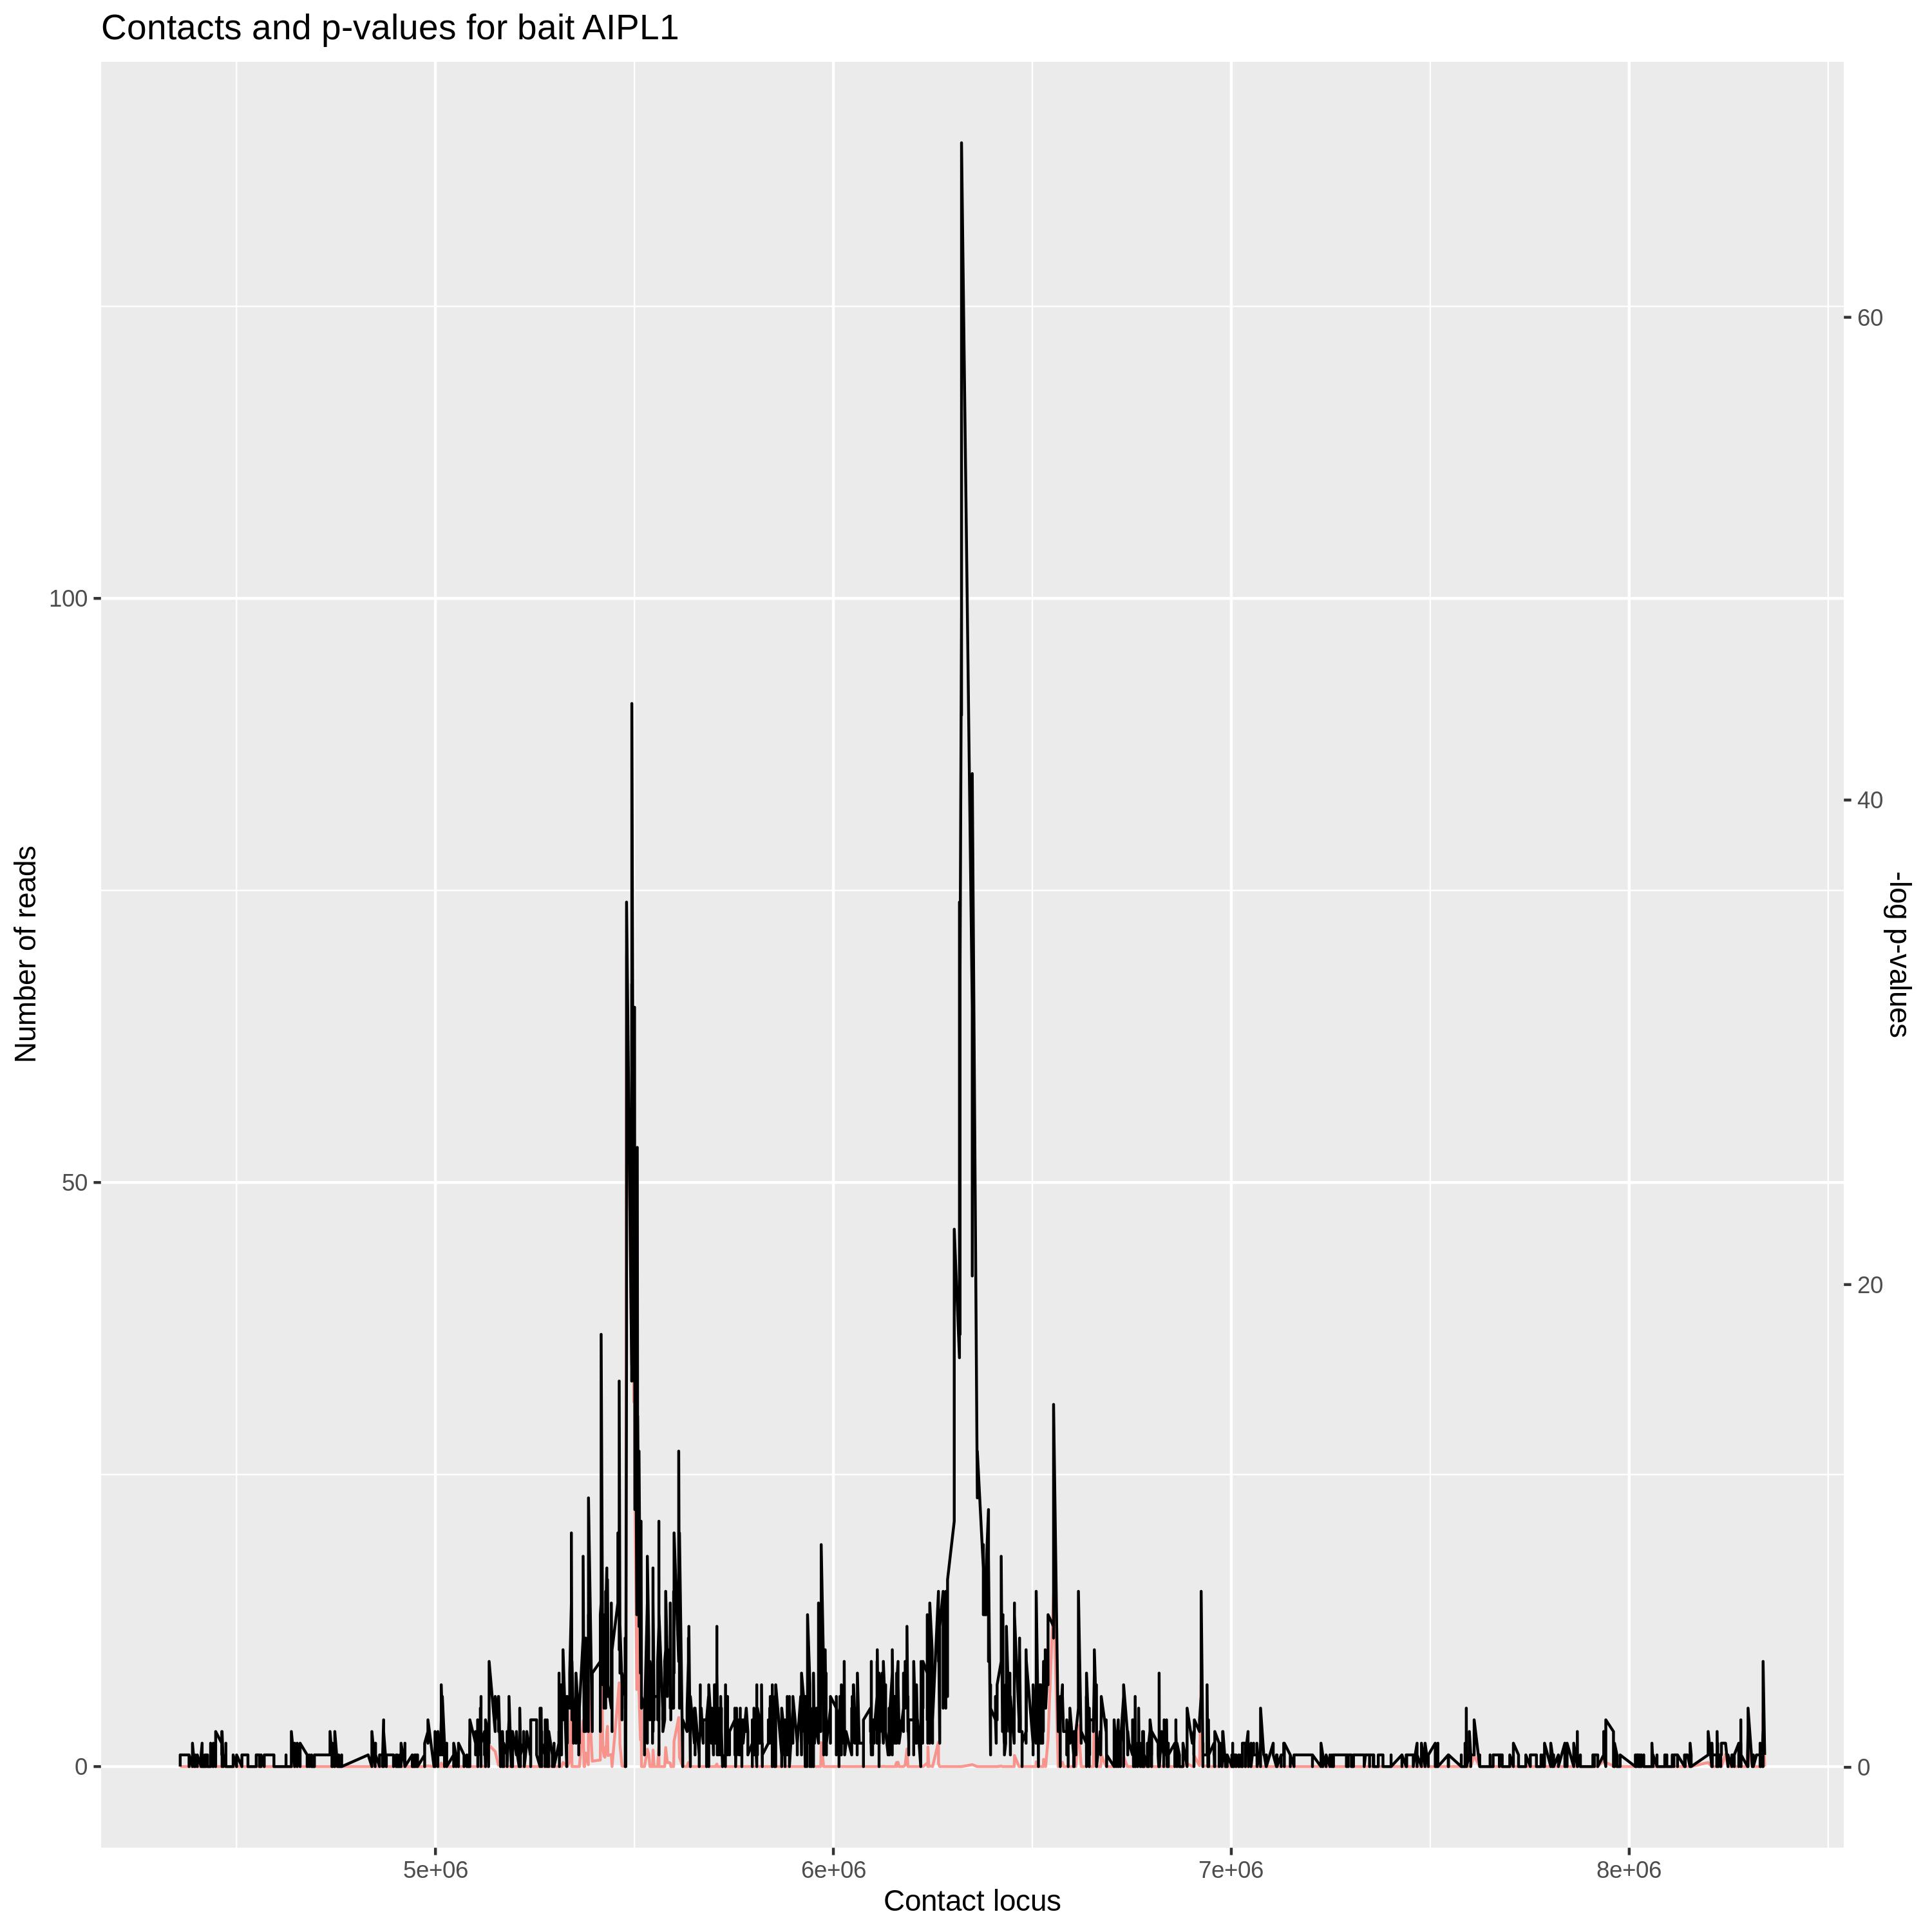 Contacts and p-values for bait AIPL1
Number of reads
100
50
0
60
40
20
0
-log p-values
5e+06
6e+06
7e+06
8e+06
Contact locus